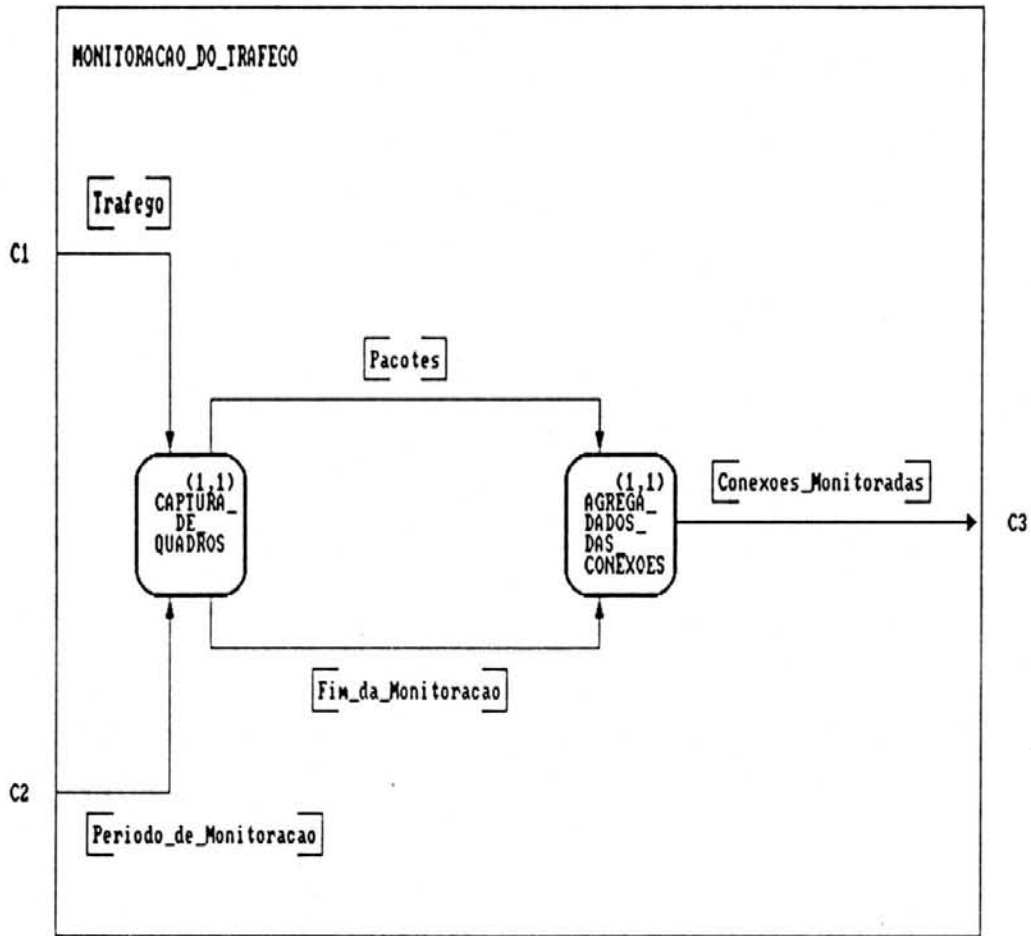 MONITORACAO_DO_TRAFEGO
Trafego
C1
Pacotes
(1,1)
CAPTURA_
DE_
QUADROS
(1,1)
AGREGA_
DADOS_
DAS_
CONEXOES
Conexoes_Monitoradas
C3
Fim_da_Monitoracao
C2
Periodo_de_Monitoracao